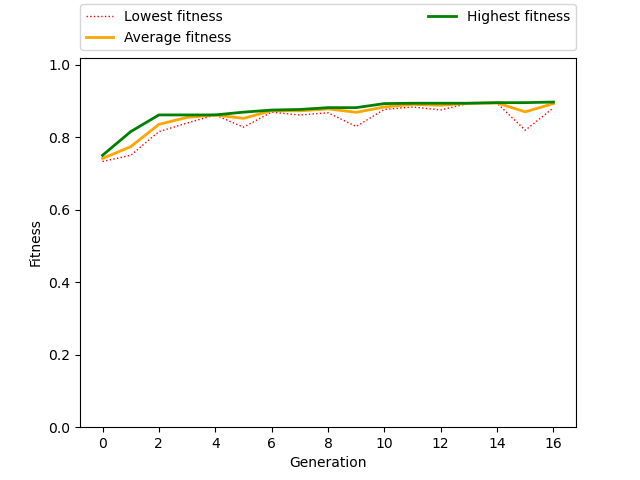 Lowest fitness
Average fitness
Highest fitness
1.0
0.8
0.6
0.4
0.2
0.0
Fitness
0 2 4 6 8 10 12 14 16
Generation